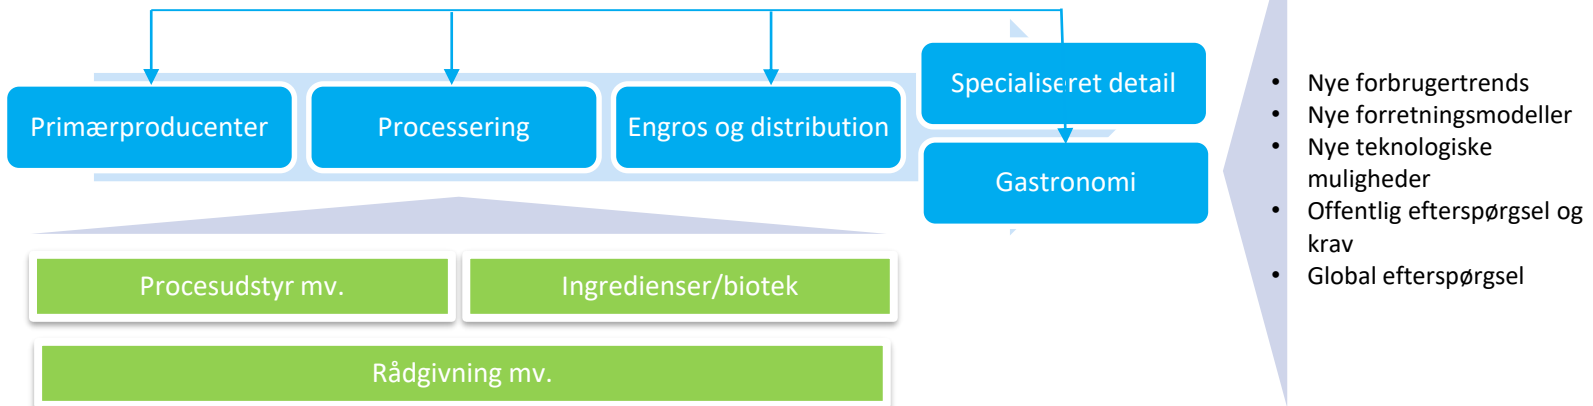 Specialiseret detail
Primærproducenter
Processering
Engros og distribution
Gastronomi
Procesudstyr mv.
Ingredienser/biotek
Rådgivning mv.
• Nye forbrugertrends
• Nye forretningsmodeller
• Nye teknologiske
muligheder
• Offentlig efterspørgsel og
krav
• Global efterspørgsel